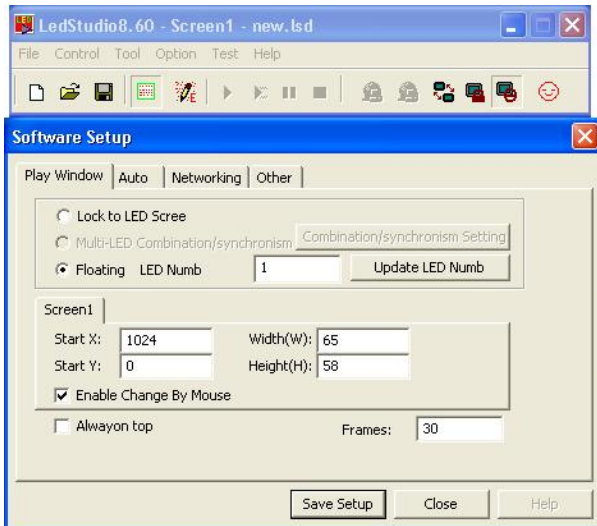 LED
LedStudio8.60 - Screen1 - new.lsd
File Control Tool Option Test Help
Software Setup
Play Window Auto Networking Other
Lock to LED Scree
Multi-LED Combination/synchronism Combination/synchronism Setting
Floating LED Numb 1 Update LED Numb
Screen1
Start X: 1024 Width(W): 65
Start Y: 0 Height(H): 58
Enable Change By Mouse
Alwayon top Frames: 30
Save Setup Close Help